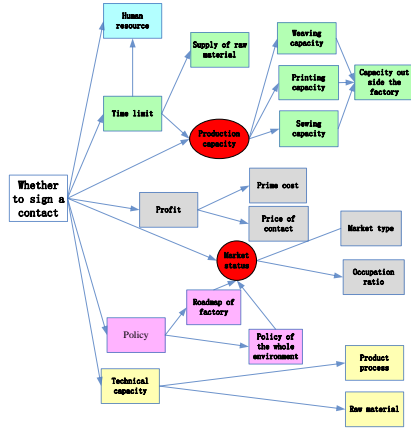 Human
resource
Supply of raw
material
Weaving
capacity
Printing
capacity
Capacity out
side the
factory
Time limit
Production
capacity
Sewing
capacity
Whether
to sign a
contact
Prime cost
Profit
Price of
contact
Market type
Market
status
Occupation
ratio
Roadmap of
factory
Policy
Policy of
the whole
environment
Product
process
Technical
capacity
Raw material